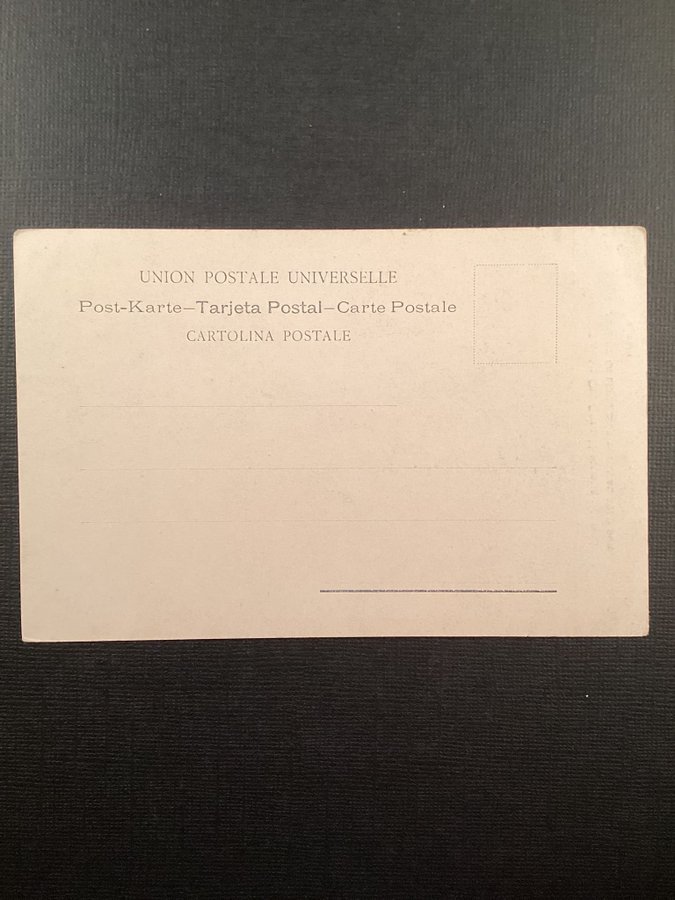 UNION POSTALE UNIVERSELLE
Post-Karte–Tarjeta Postal–Carte Postale
CARTOLINA POSTALE